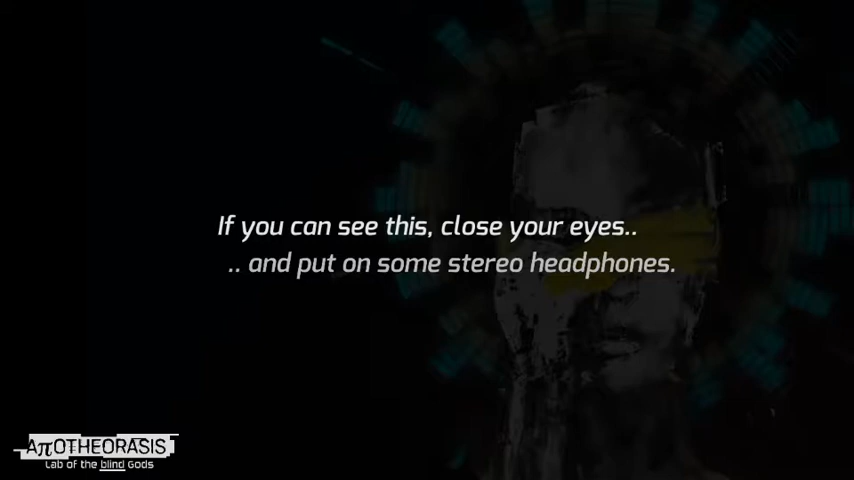 If you can see this, close your eyes..
.. and put on some stereo headphones.
AπOTHEORASIS
Lab of the blind Gods